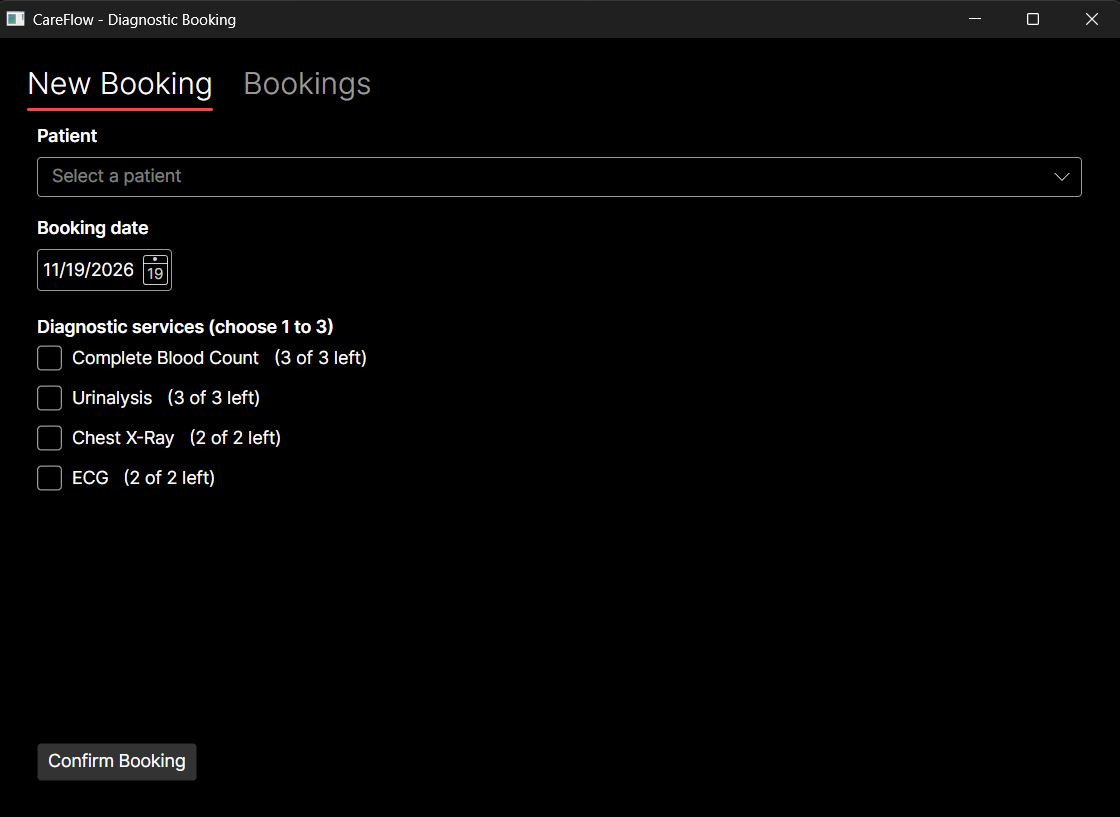 CareFlow - Diagnostic Booking
New Booking Bookings
Patient
Select a patient
Booking date
11/19/2026 19
Diagnostic services (choose 1 to 3)
Complete Blood Count (3 of 3 left)
Urinalysis (3 of 3 left)
Chest X-Ray (2 of 2 left)
ECG (2 of 2 left)
Confirm Booking